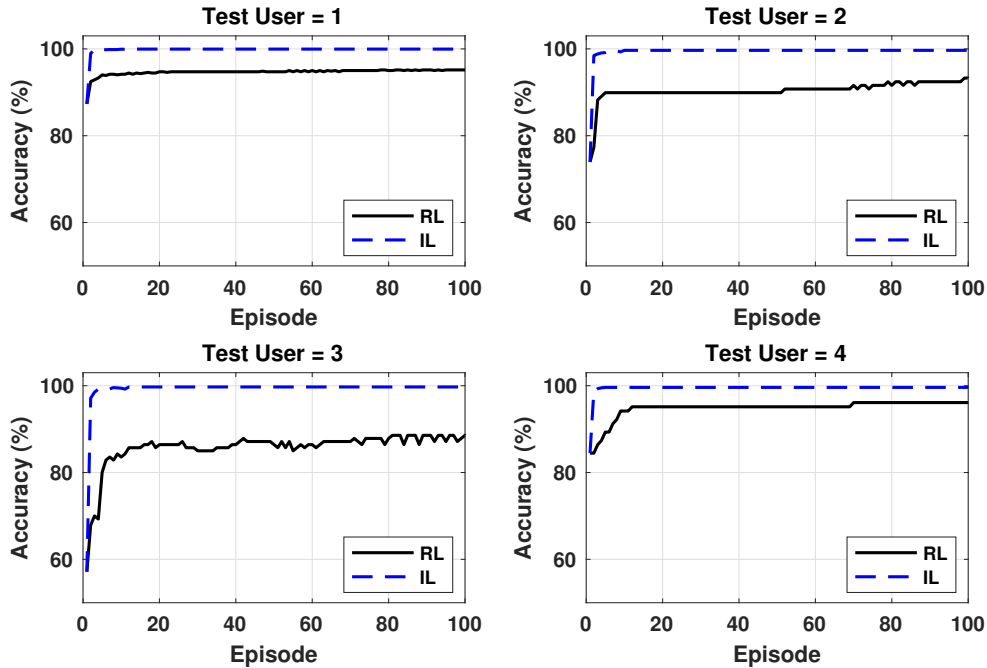 Test User = 1
Accuracy (%)
100
80
60
RL
IL
0 20 40 60 80 100
Episode
Test User = 2
Accuracy (%)
100
80
60
RL
IL
0 20 40 60 80 100
Episode
Test User = 3
Accuracy (%)
100
80
60
RL
IL
0 20 40 60 80 100
Episode
Test User = 4
Accuracy (%)
100
80
60
RL
IL
0 20 40 60 80 100
Episode